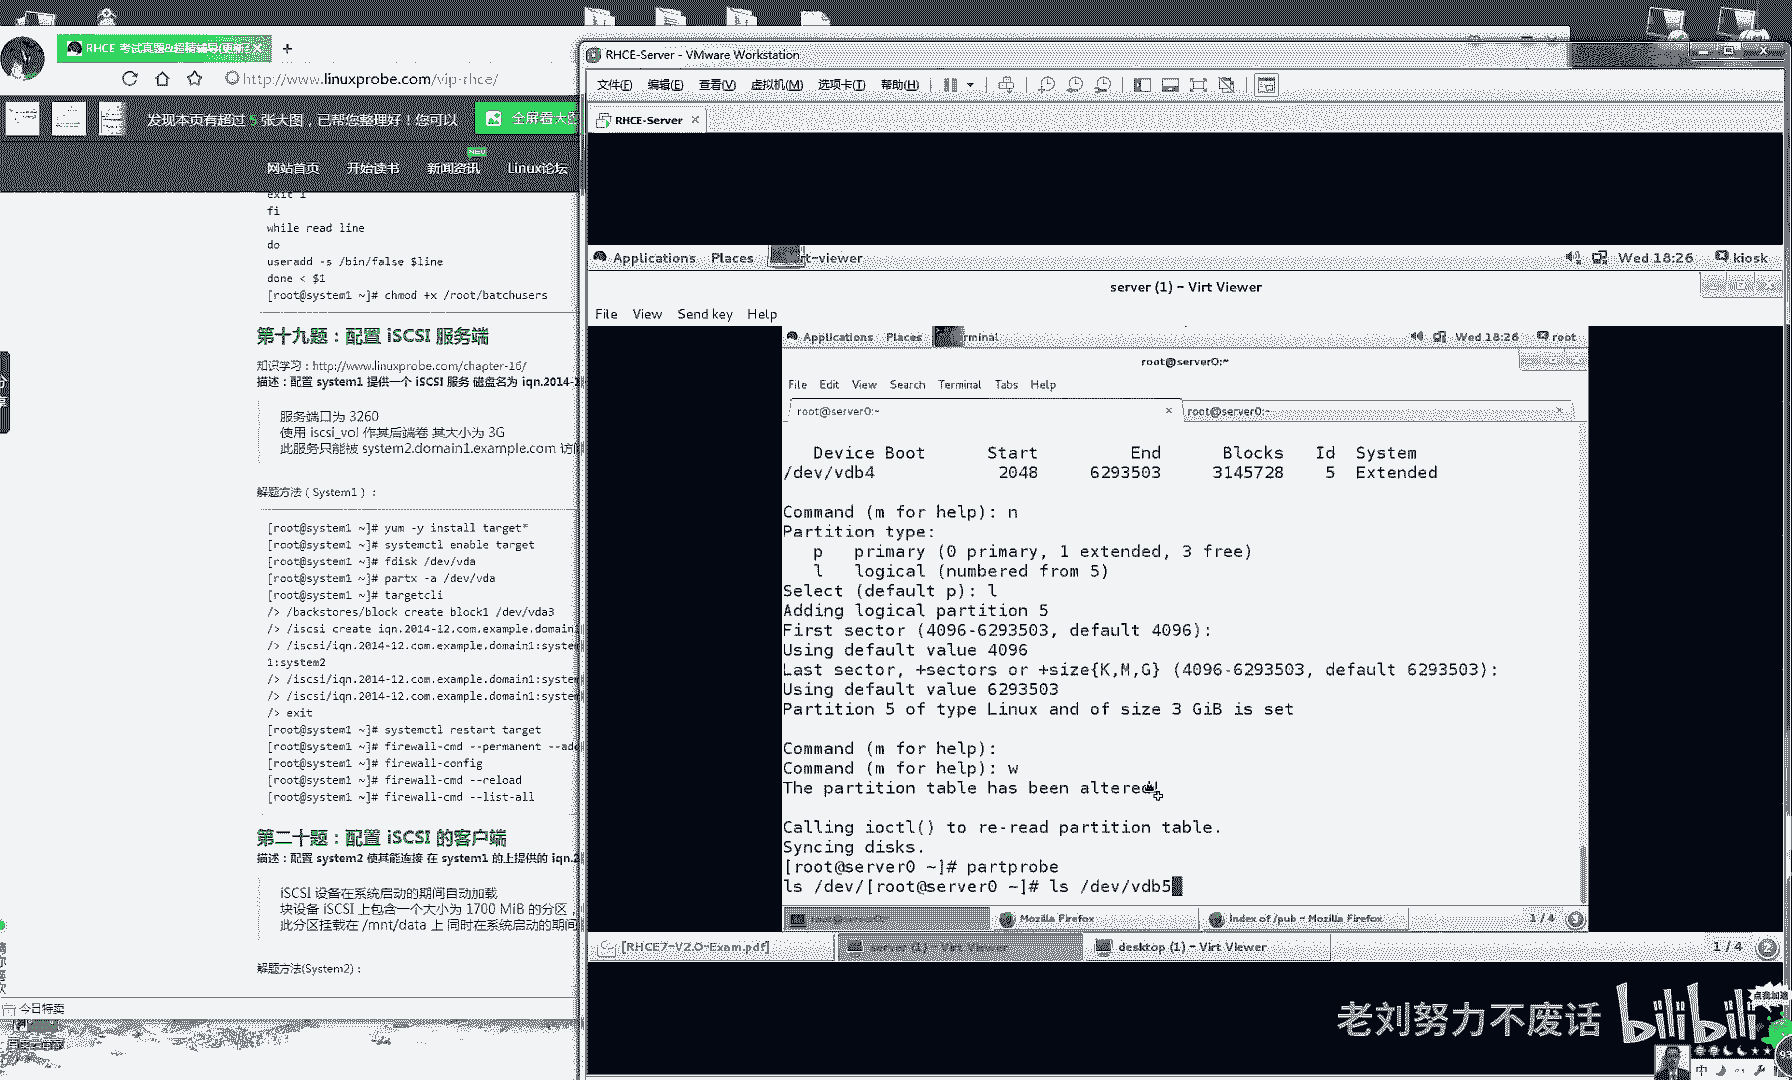 RHCE 考试真题&超精辅导(更新
http://www.linuxprobe.com/vip-rhce/
发现本页有超过 5 张大图，已帮您整理好！您可以
全屏看大图
网站首页 开始读书 新闻资讯 NEW Linux论坛
exit 1
fi
while read line
do
useradd -s /bin/false $line
done < $1
[root@system1 ~]# chmod +x /root/batchusers
第十九题：配置 iSCSI 服务端
知识学习：http://www.linuxprobe.com/chapter-16/
描述：配置 system1 提供一个 iSCSI 服务 磁盘名为 iqn.2014-
服务端口为 3260
使用 iscsi_vol 作其后端卷 其大小为 3G
此服务只能被 system2.domain1.example.com 访
解题方法（System1）：
[root@system1 ~]# yum -y install target*
[root@system1 ~]# systemctl enable target
[root@system1 ~]# fdisk /dev/vda
[root@system1 ~]# partx -a /dev/vda
[root@system1 ~]# targetcli
/> /backstores/block create block1 /dev/vda3
/> /iscsi create iqn.2014-12.com.example.domain
/> /iscsi/iqn.2014-12.com.example.domain1:system
1:system2
/> /iscsi/iqn.2014-12.com.example.domain1:system
/> /iscsi/iqn.2014-12.com.example.domain1:system
/> exit
[root@system1 ~]# systemctl restart target
[root@system1 ~]# firewall-cmd --permanent --add
[root@system1 ~]# firewall-config
[root@system1 ~]# firewall-cmd --reload
[root@system1 ~]# firewall-cmd --list-all
第二十题：配置 iSCSI 的客户端
描述：配置 system2 使其能连接 在 system1 的上提供的 iqn.2
iSCSI 设备在系统启动的期间自动加载
块设备 iSCSI 上包含一个大小为 1700 MiB 的分区，
此分区挂载在 /mnt/data 上 同时在系统启动的期间
解题方法(System2)：
今日特卖
RHCE-Server - VMware Workstation
文件(F) 编辑(E) 查看(V) 虚拟机(M) 选项卡(T) 帮助(H)
RHCE-Server
Applications Places rt-viewer Wed 18:26 kiosk
server (1) – Virt Viewer
File View Send key Help
Applications Places rminal Wed 18:26 root
root@server0:~
File Edit View Search Terminal Tabs Help
root@server0:~ root@server0:~
Device Boot Start End Blocks Id System
/dev/vdb4 2048 6293503 3145728 5 Extended
Command (m for help): n
Partition type:
p primary (0 primary, 1 extended, 3 free)
l logical (numbered from 5)
Select (default p): l
Adding logical partition 5
First sector (4096-6293503, default 4096):
Using default value 4096
Last sector, +sectors or +size{K,M,G} (4096-6293503, default 6293503):
Using default value 6293503
Partition 5 of type Linux and of size 3 GiB is set
Command (m for help):
Command (m for help): w
The partition table has been altered!
Calling ioctl() to re-read partition table.
Syncing disks.
[root@server0 ~]# partprobe
ls /dev/[root@server0 ~]# ls /dev/vdb5
root@server0:~ Mozilla Firefox Index of /pub – Mozilla Firefox 1 / 4
[RHCE7-V2.0-Exam.pdf] server (1) – Virt Viewer desktop (1) – Virt Viewer 1 / 4
老刘努力不废话 bilibili
中